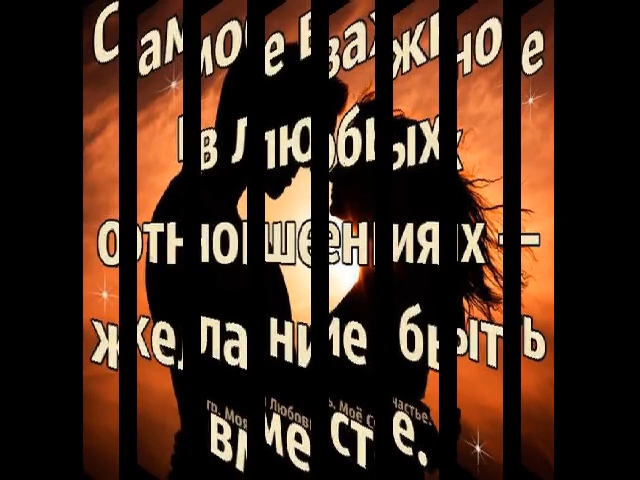 Самое важное
в любых
отношениях —
желание быть
вместе.